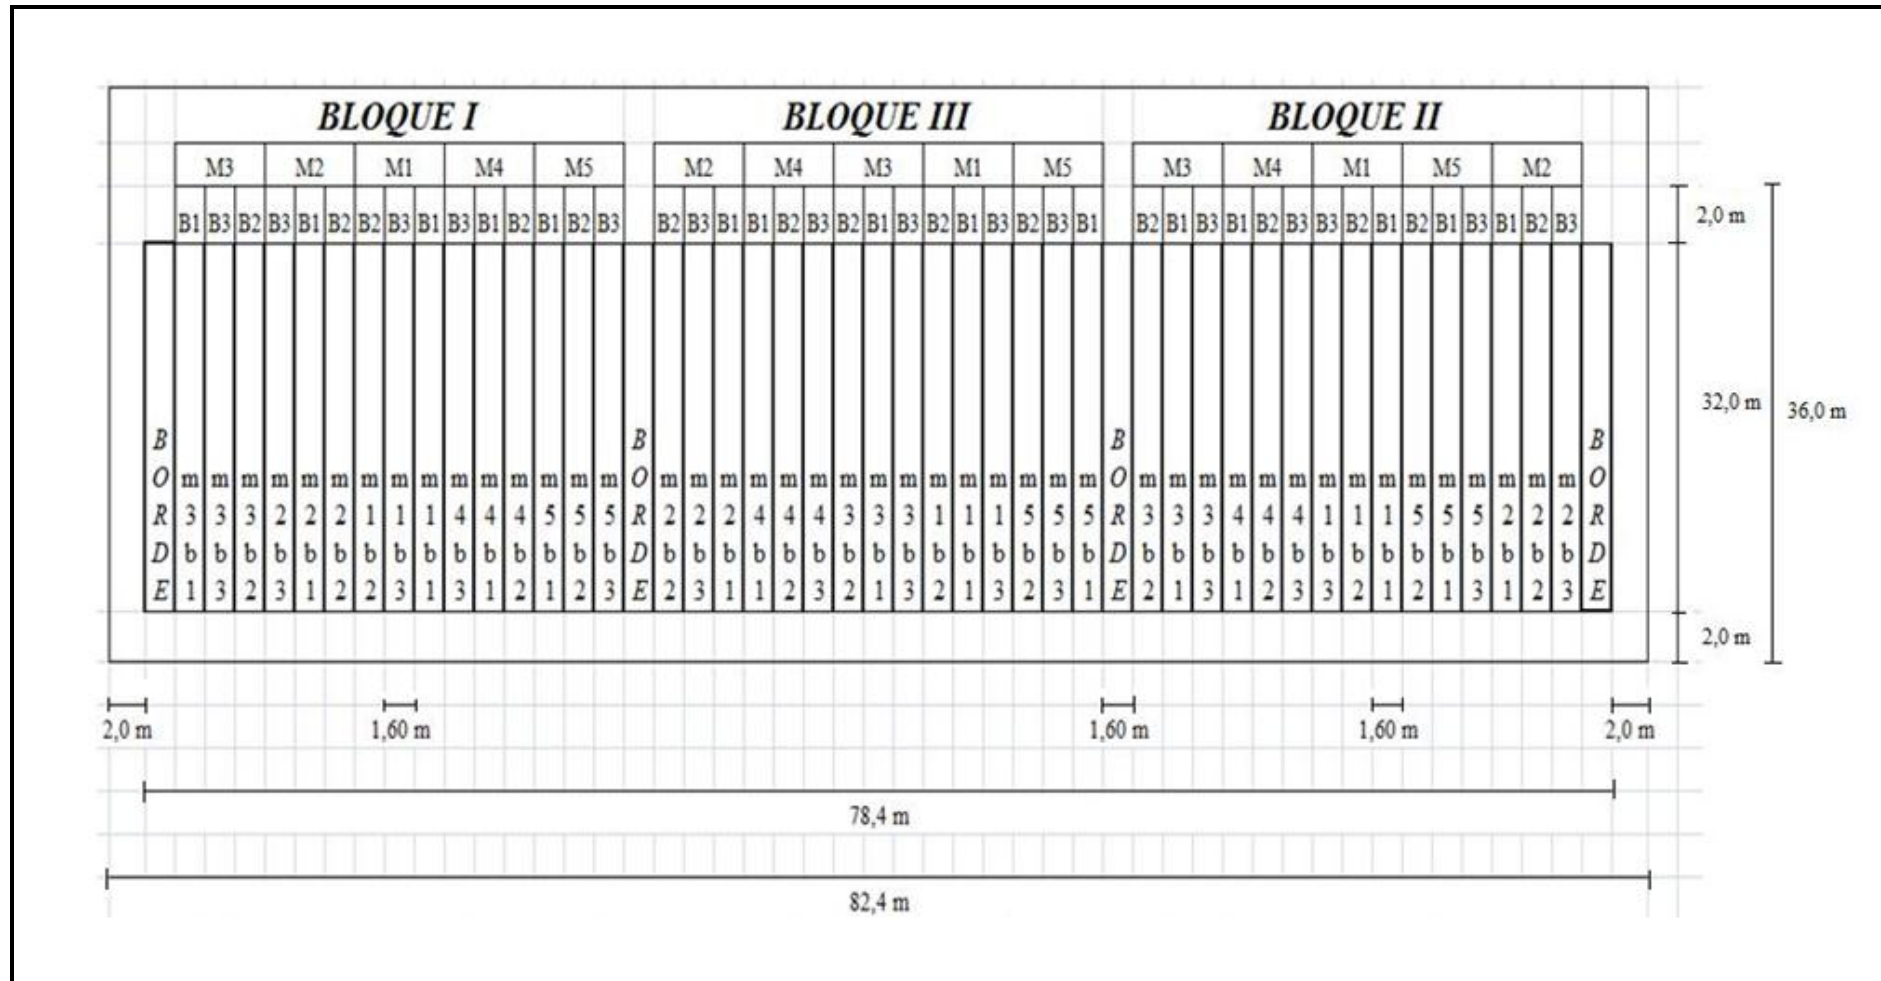 BLOQUE I BLOQUE III BLOQUE II
M3 M2 M1 M4 M5 M2 M4 M3 M1 M5 M3 M4 M1 M5 M2
B1 B3 B2 B3 B1 B2 B2 B3 B1 B3 B1 B2 B1 B2 B3 B2 B3 B1 B1 B2 B3 B2 B1 B3 B2 B1 B3 B2 B3 B1 B2 B1 B3 B1 B2 B3 B3 B2 B1 B2 B1 B3 B1 B2 B3
2,0 m
32,0 m
36,0 m
BORDE m3b1 m3b3 m3b2 m2b3 m2b1 m2b2 m1b2 m1b3 m1b1 m4b3 m4b1 m4b2 m5b1 m5b2 m5b3 BORDE m2b2 m2b3 m2b1 m4b1 m4b2 m4b3 m3b2 m3b1 m3b3 m1b2 m1b1 m1b3 m5b2 m5b3 m5b1 BORDE m3b2 m3b1 m3b3 m4b1 m4b2 m4b3 m1b3 m1b2 m1b1 m5b2 m5b1 m5b3 m2b1 m2b2 m2b3 BORDE
2,0 m
2,0 m 1,60 m 1,60 m 1,60 m 2,0 m
78,4 m
82,4 m